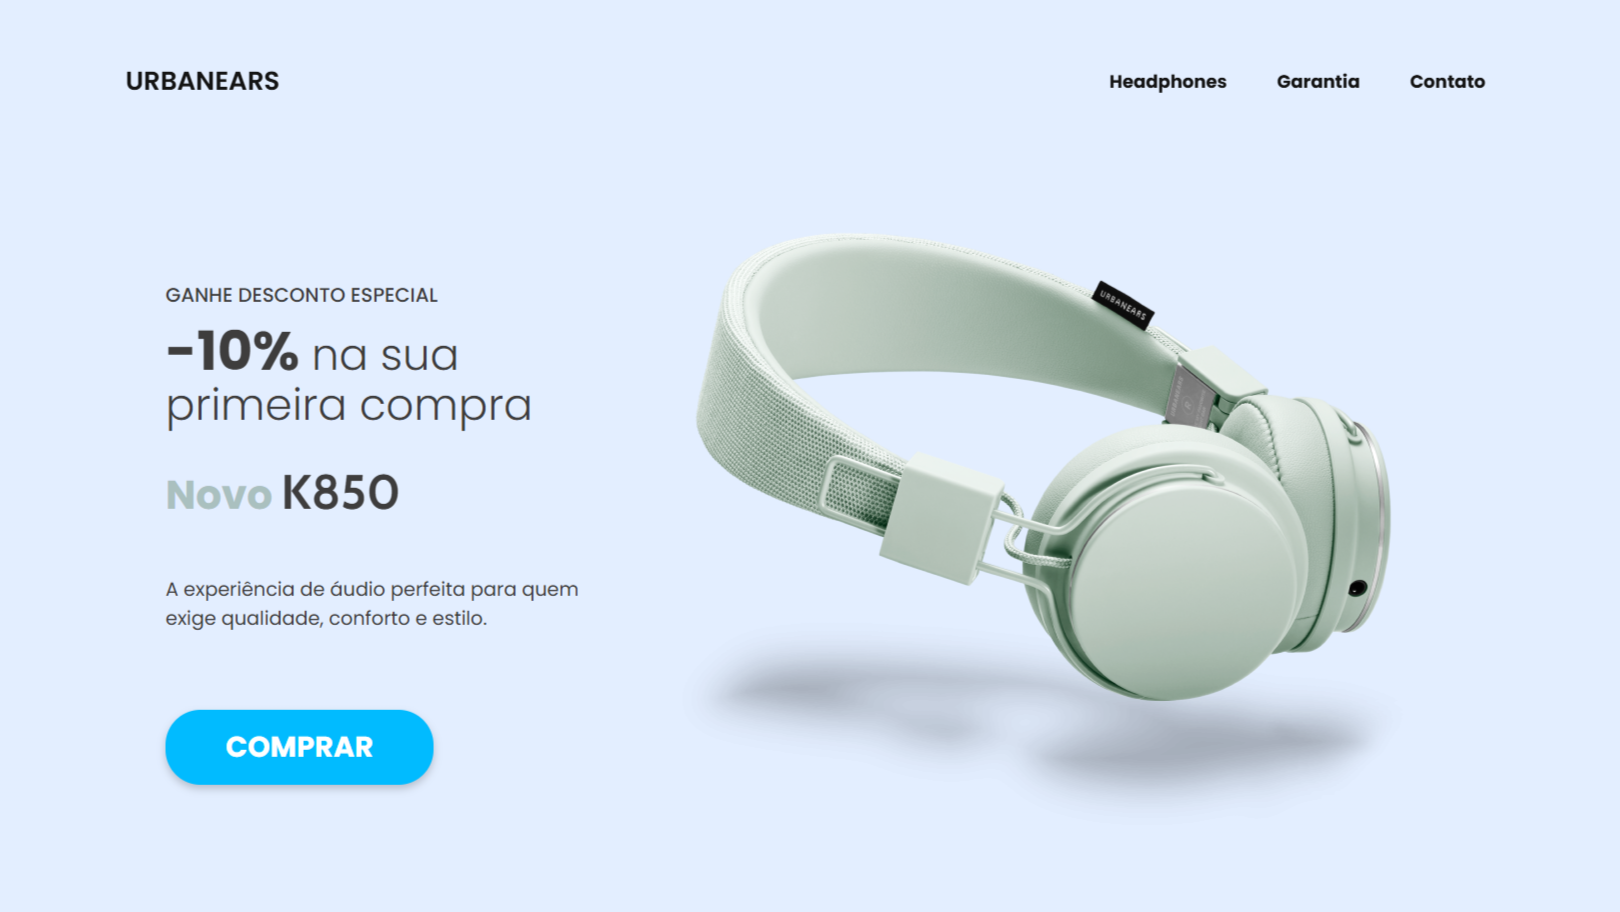 URBANEARS
Headphones
Garantia
Contato
GANHE DESCONTO ESPECIAL
-10% na sua
primeira compra
Novo K850
A experiência de áudio perfeita para quem
exige qualidade, conforto e estilo.
COMPRAR
URBANEARS